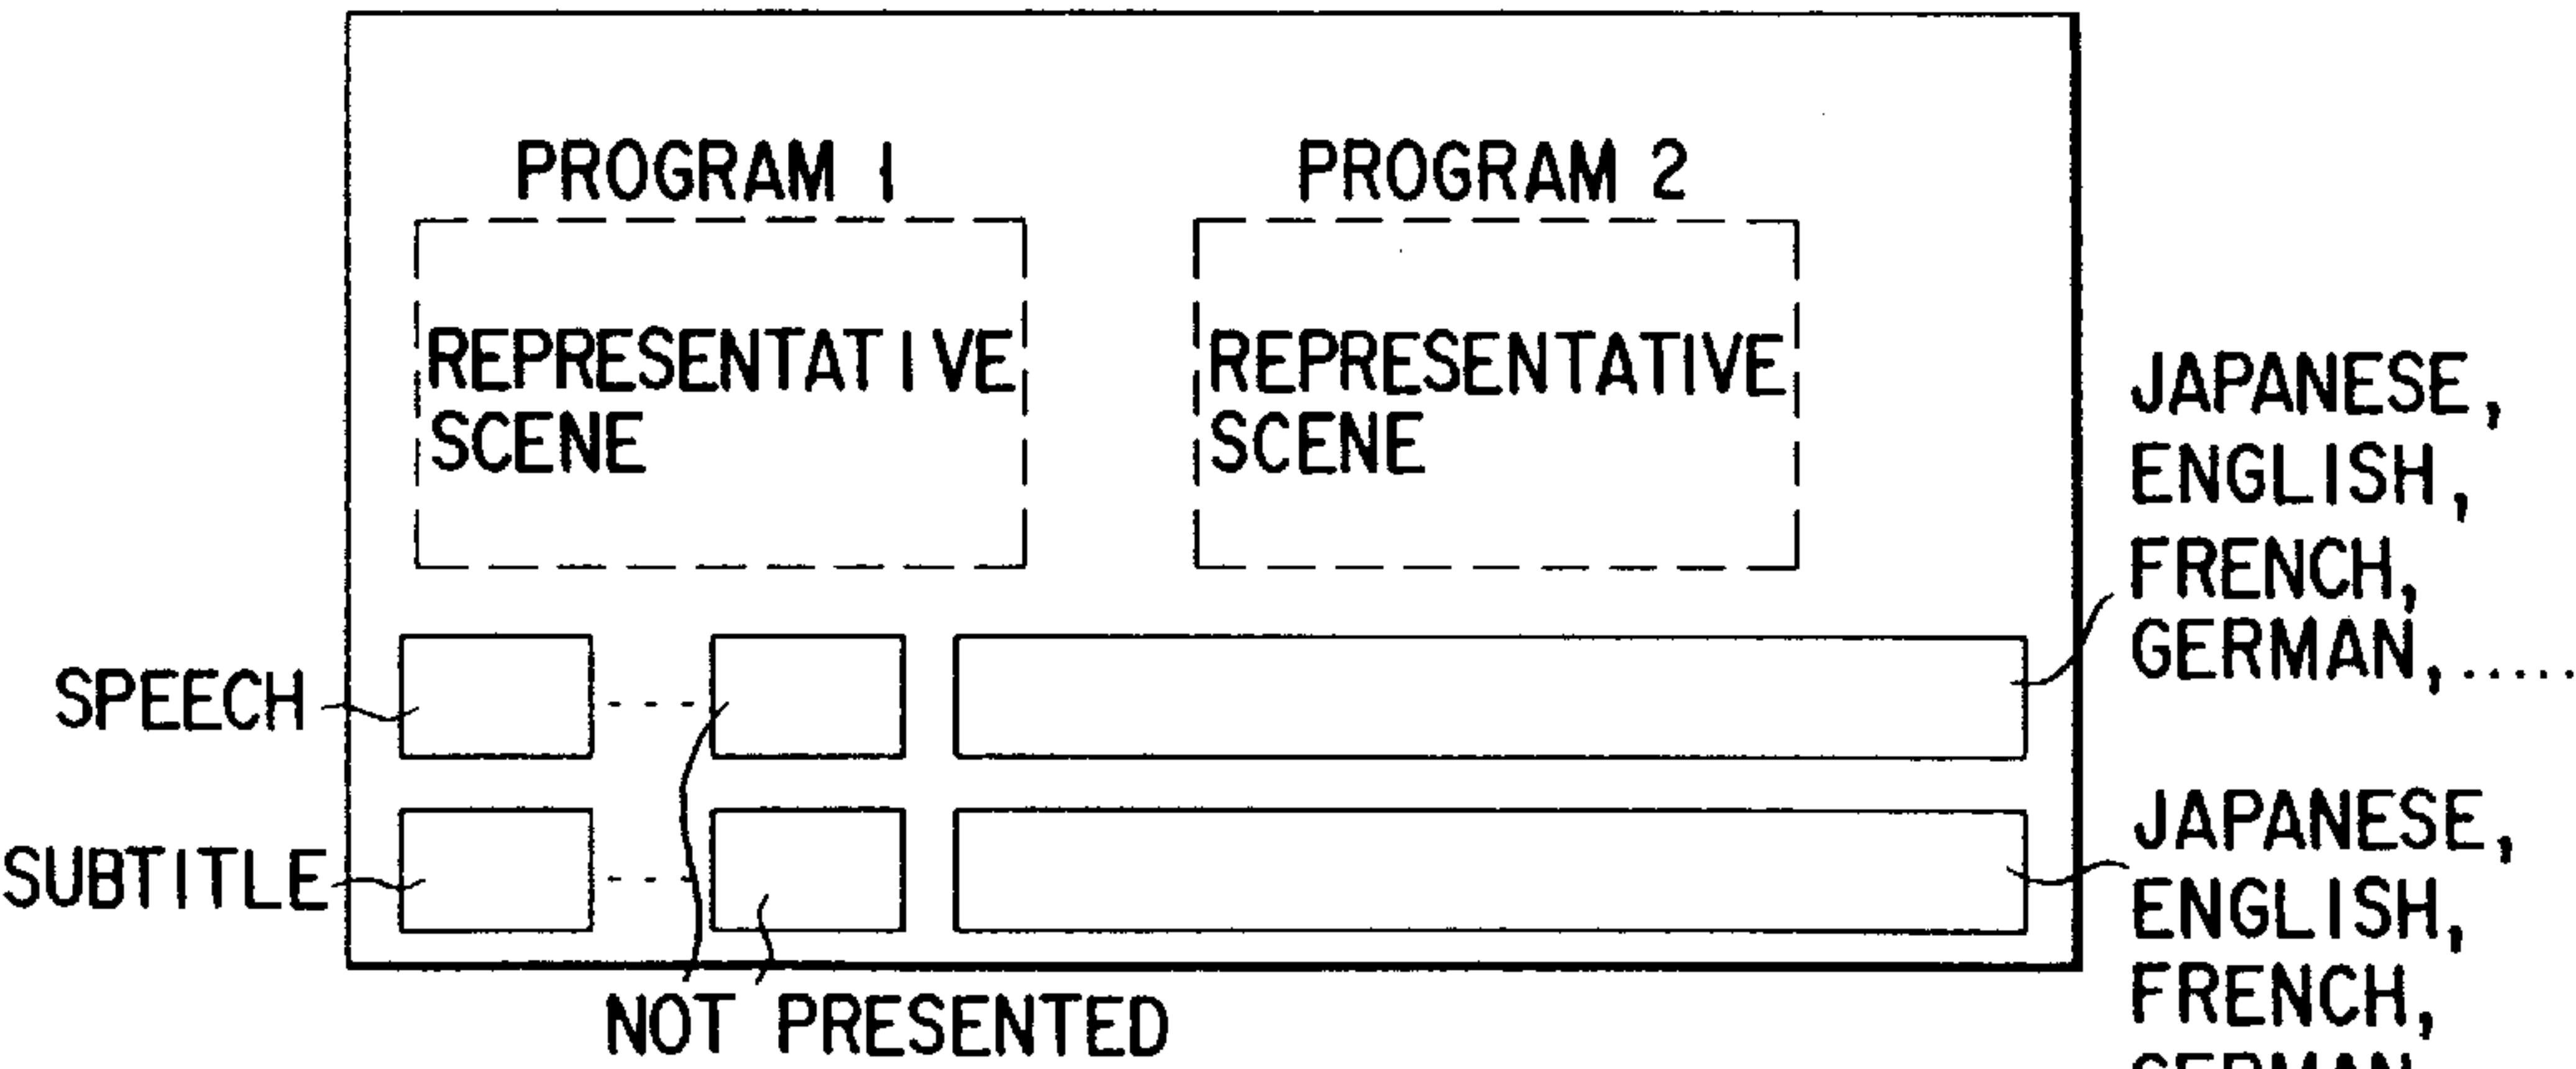 PROGRAM 1
PROGRAM 2
REPRESENTATIVE
SCENE
REPRESENTATIVE
SCENE
JAPANESE,
ENGLISH,
FRENCH,
GERMAN, .....
SPEECH
SUBTITLE
JAPANESE,
ENGLISH,
FRENCH,
GERMAN
NOT PRESENTED